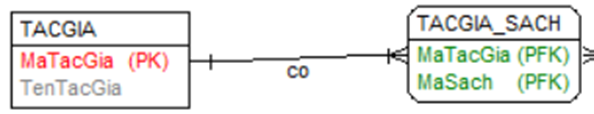 TACGIA
MaTacGia (PK)
TenTacGia
co
TACGIA_SACH
MaTacGia (PFK)
MaSach (PFK)